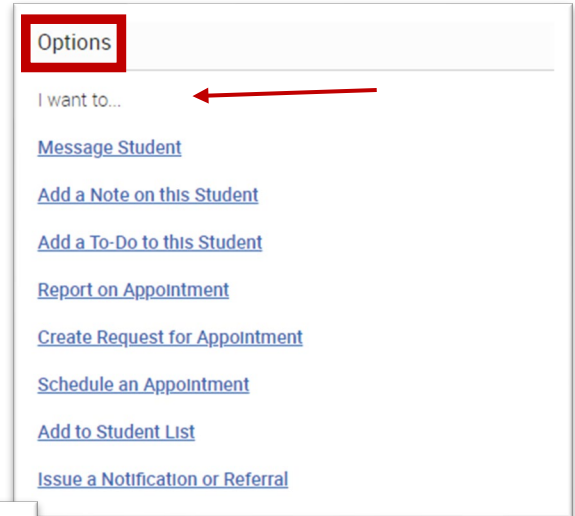 Options
I want to...
Message Student
Add a Note on this Student
Add a To-Do to this Student
Report on Appointment
Create Request for Appointment
Schedule an Appointment
Add to Student List
Issue a Notification or Referral